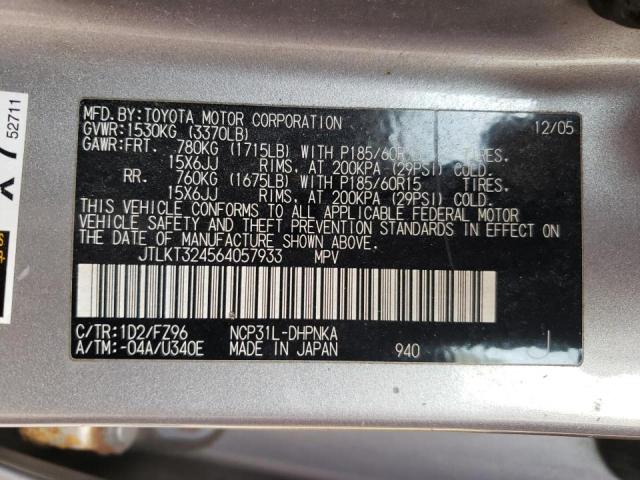 MFD.BY:TOYOTA MOTOR CORPORATION 12/05
GVWR:1530KG (3370LB)
GAWR:FRT. 780KG (1715LB) WITH P185/60R15 TIRES,
15X6JJ RIMS, AT 200KPA (29PSI) COLD.
RR. 760KG (1675LB) WITH P185/60R15 TIRES,
15X6JJ RIMS, AT 200KPA (29PSI) COLD.
THIS VEHICLE CONFORMS TO ALL APPLICABLE FEDERAL MOTOR
VEHICLE SAFETY AND THEFT PREVENTION STANDARDS IN EFFECT ON
THE DATE OF MANUFACTURE SHOWN ABOVE.
JTLKT324564057933 MPV
C/TR:1D2/FZ96 NCP31L-DHPNKA
A/TM:-04A/U340E MADE IN JAPAN 940 J
52711